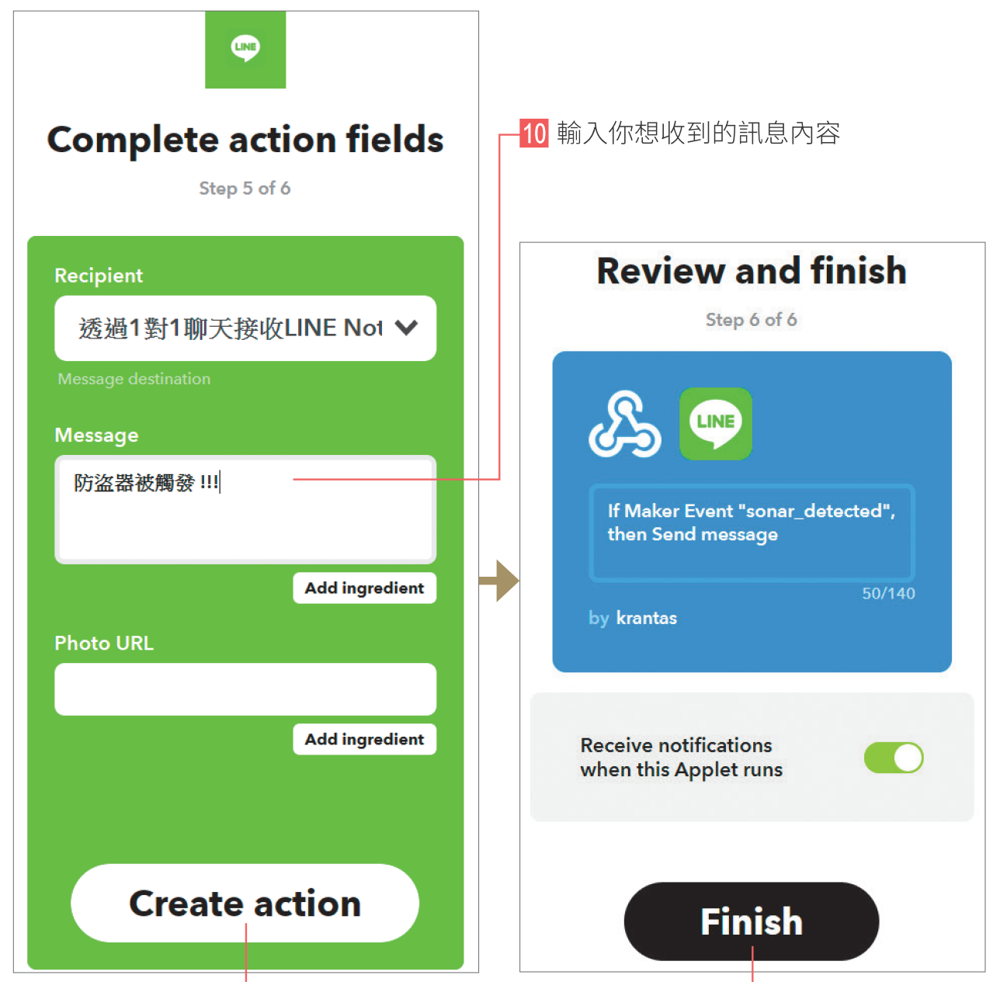 LINE
Complete action fields
Step 5 of 6
Recipient
透過1對1聊天接收LINE Not
Message destination
Message
防盜器被觸發 !!!
Add ingredient
Photo URL
Add ingredient
Create action
10 輸入你想收到的訊息內容
Review and finish
Step 6 of 6
LINE
If Maker Event "sonar_detected",
then Send message
50/140
by krantas
Receive notifications
when this Applet runs
Finish